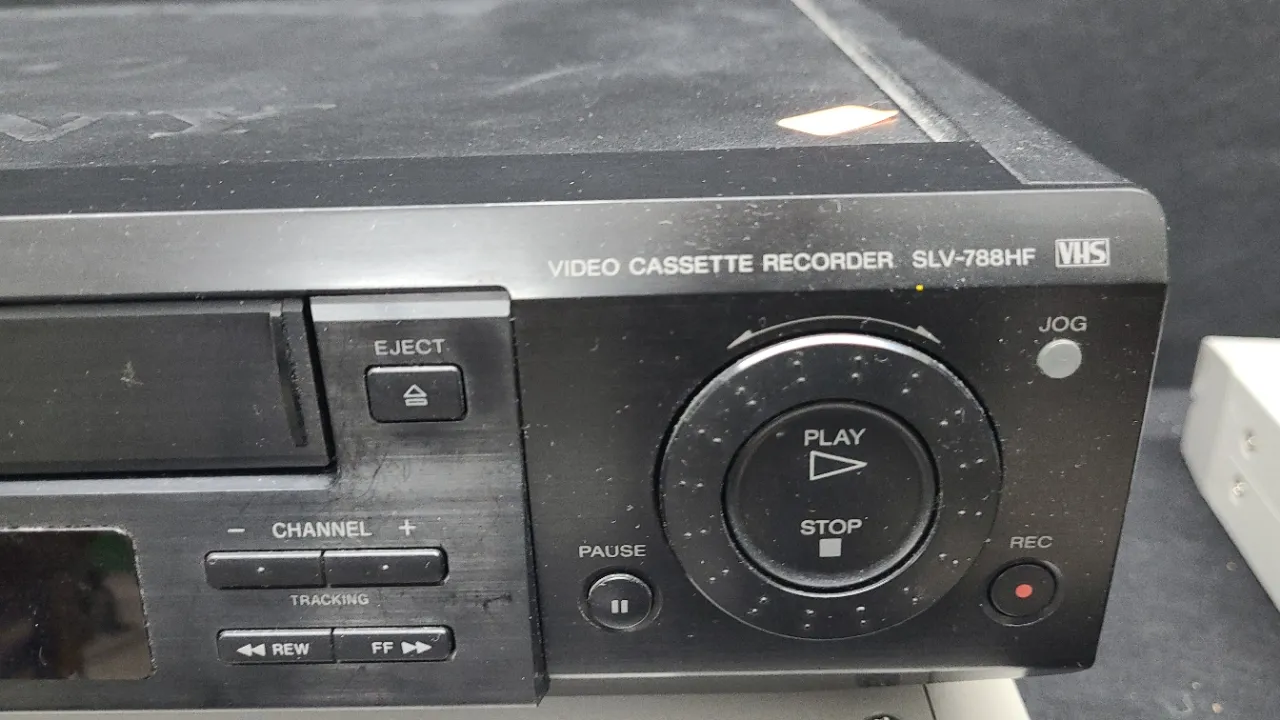 VIDEO CASSETTE RECORDER SLV-788HF VHS
JOG
EJECT
PLAY
STOP
- CHANNEL +
TRACKING
PAUSE
REC
REW FF